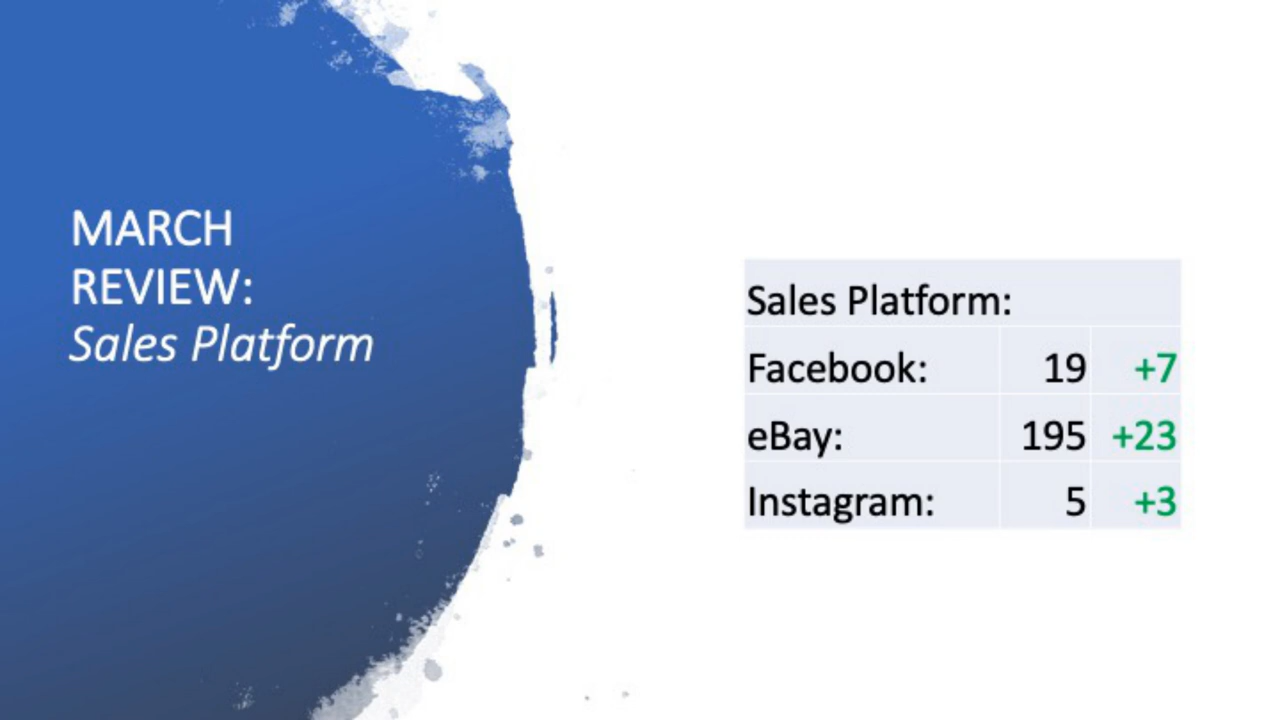 MARCH
REVIEW:
Sales Platform
Sales Platform:
Facebook: 19 +7
eBay: 195 +23
Instagram: 5 +3